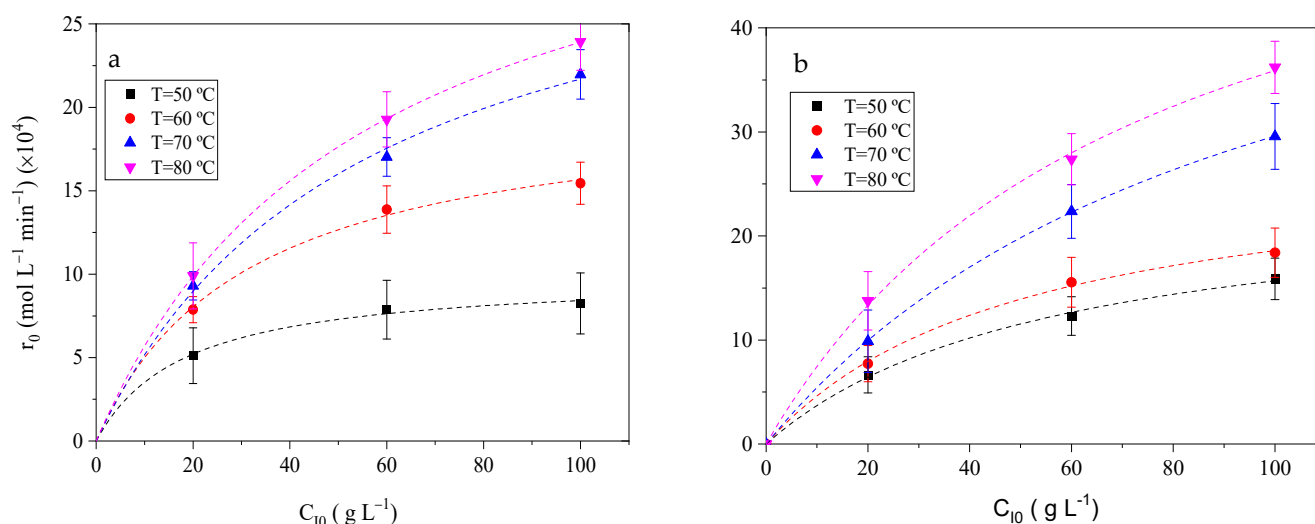 a
T=50 ºC
T=60 ºC
T=70 ºC
T=80 ºC
r₀ (mol L⁻¹ min⁻¹) (×10⁴)
25
20
15
10
5
0
0 20 40 60 80 100
C_I0 ( g L⁻¹)
b
T=50 ºC
T=60 ºC
T=70 ºC
T=80 ºC
40
30
20
10
0
0 20 40 60 80 100
C_I0 ( g L⁻¹)